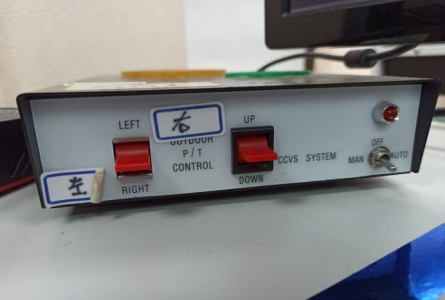 LEFT
右
OUTDOOR
P/T
CONTROL
左
RIGHT
UP
DOWN
CCVS SYSTEM
OFF
MAN
AUTO